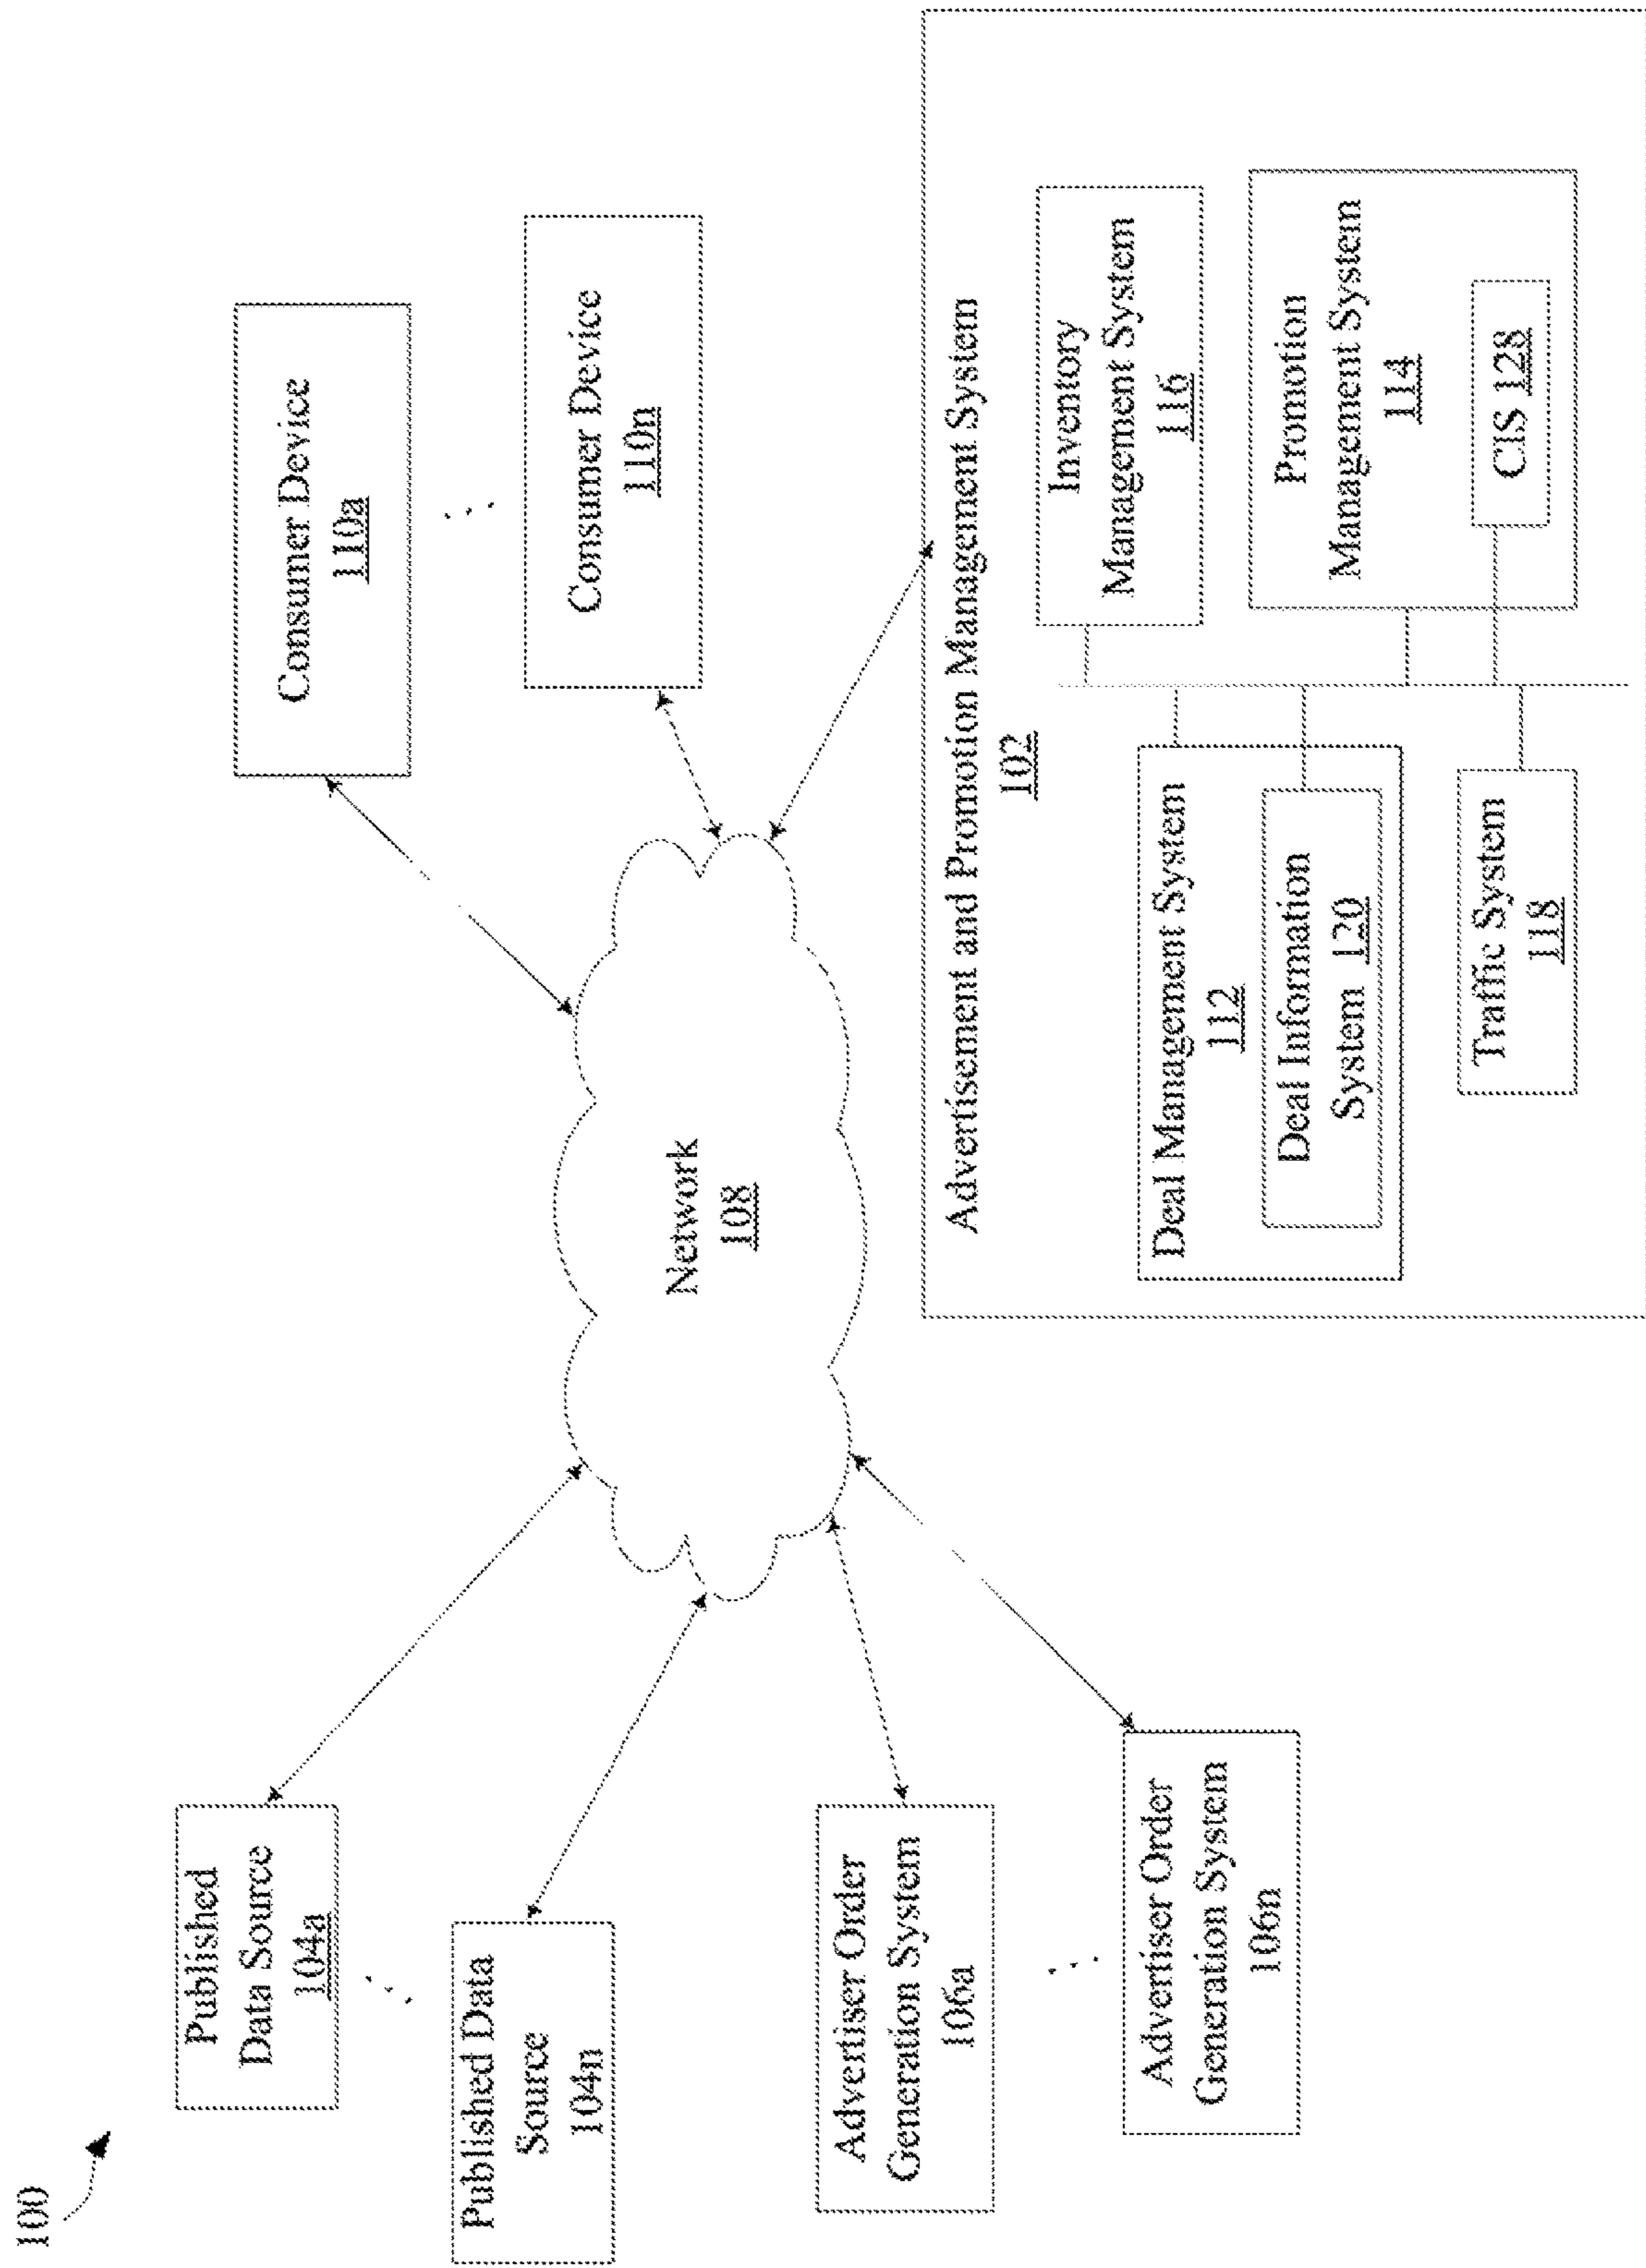 100
Published
Data Source
104a
Published Data
Source
104n
Advertiser Order
Generation System
106a
Advertiser Order
Generation System
106n
Network
108
Consumer Device
110a
Consumer Device
110n
Advertisement and Promotion Management System
102
Deal Management System
112
Deal Information
System 120
Traffic System
118
Inventory
Management System
116
Promotion
Management System
114
CIS 128